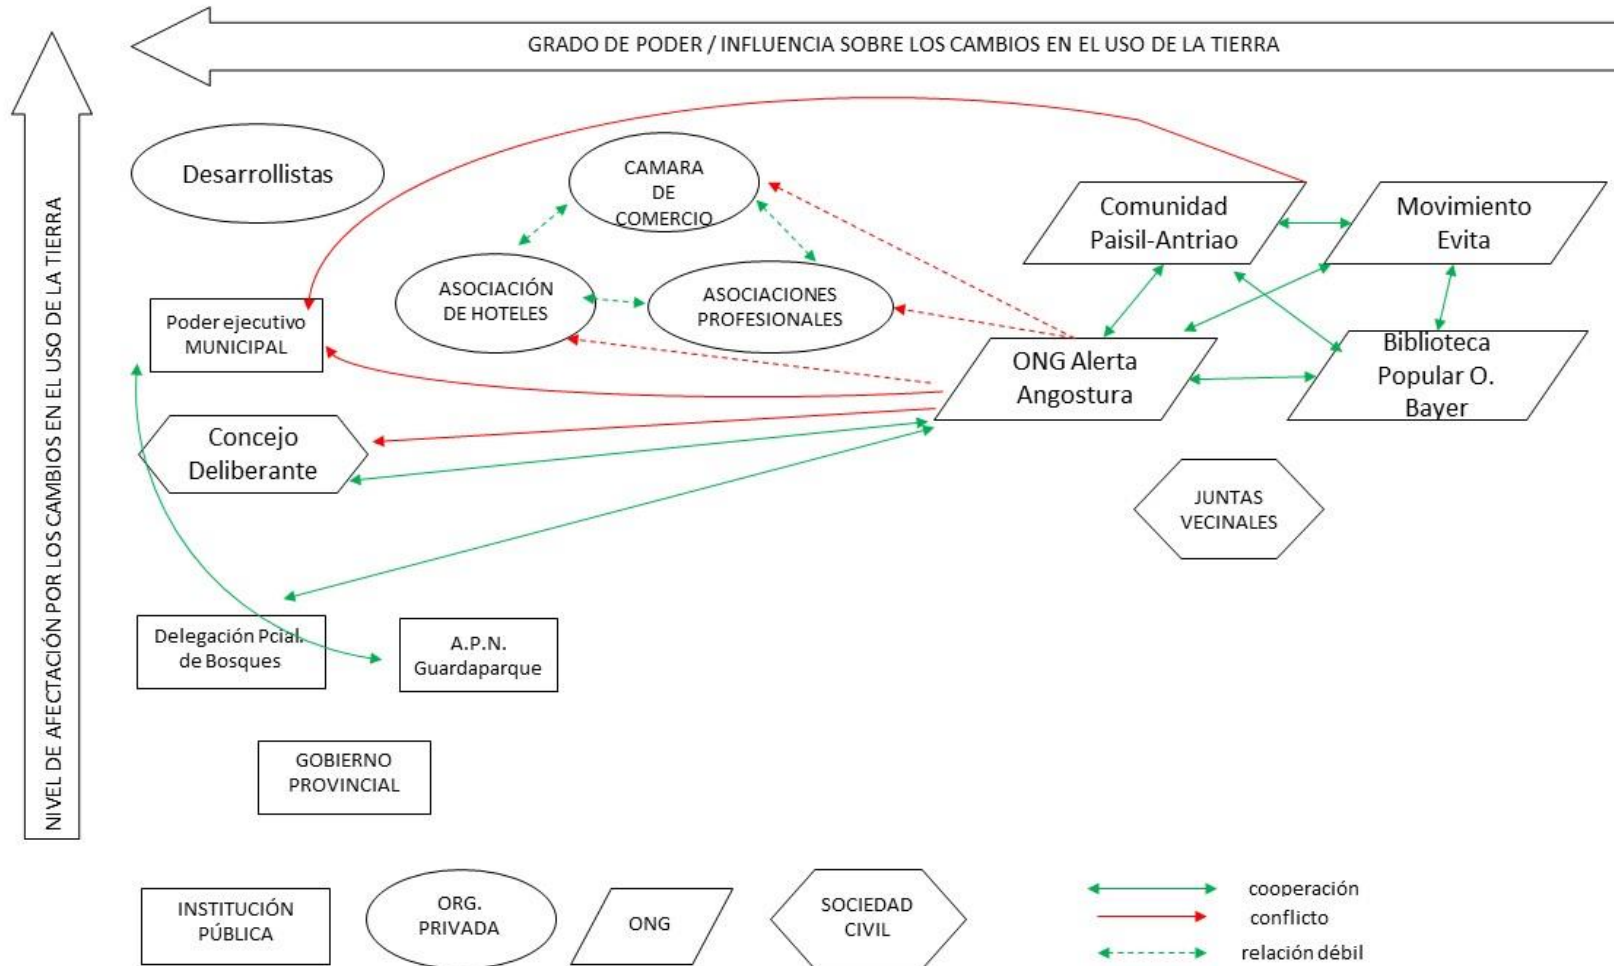 GRADO DE PODER / INFLUENCIA SOBRE LOS CAMBIOS EN EL USO DE LA TIERRA
NIVEL DE AFECTACIÓN POR LOS CAMBIOS EN EL USO DE LA TIERRA
Desarrollistas
CAMARA
DE
COMERCIO
Comunidad
Paisil-Antriao
Movimiento
Evita
ASOCIACIÓN
DE HOTELES
ASOCIACIONES
PROFESIONALES
Poder ejecutivo
MUNICIPAL
ONG Alerta
Angostura
Biblioteca
Popular O.
Bayer
Concejo
Deliberante
JUNTAS
VECINALES
Delegación Pcial.
de Bosques
A.P.N.
Guardaparque
GOBIERNO
PROVINCIAL
INSTITUCIÓN
PÚBLICA
ORG.
PRIVADA
ONG
SOCIEDAD
CIVIL
cooperación
conflicto
relación débil